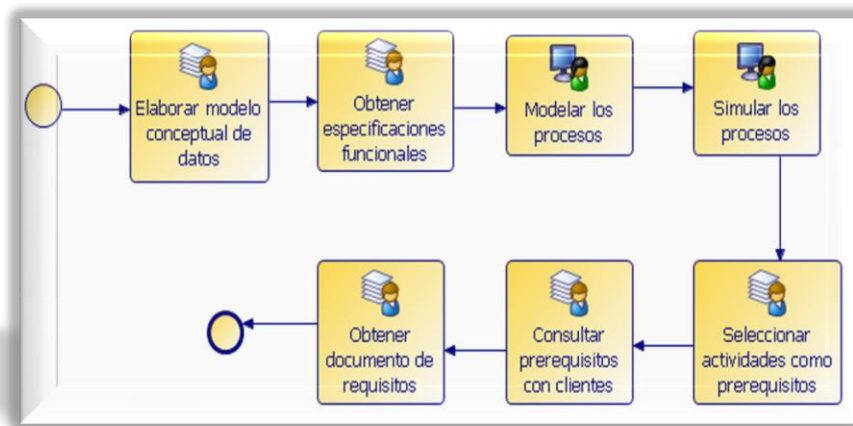 Elaborar modelo
conceptual de
datos
Obtener
especificaciones
funcionales
Modelar los
procesos
Simular los
procesos
Seleccionar
actividades como
prerequisitos
Consultar
prerequisitos
con clientes
Obtener
documento de
requisitos